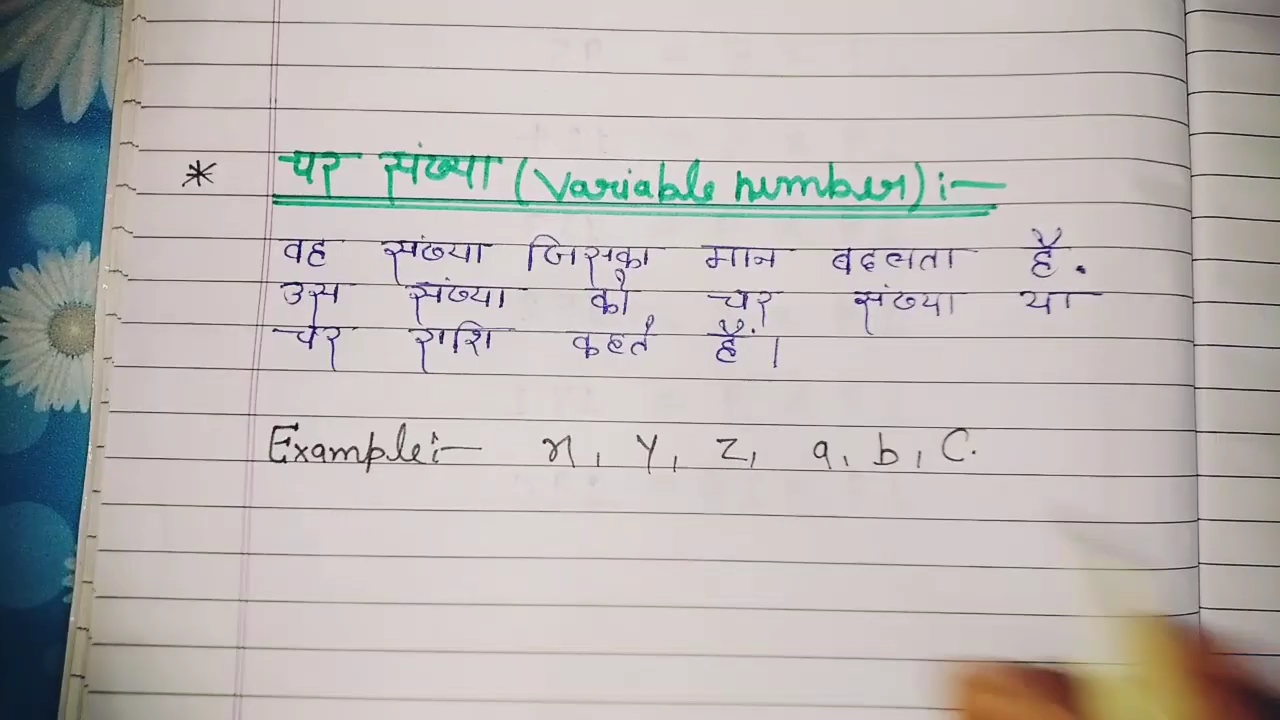 * चर संख्या (Variable number) :-
वह संख्या जिसका मान बदलता है.
उस संख्या को चर संख्या या
चर राशि कहते हैं।
Example:- x, y, z, a, b, c.